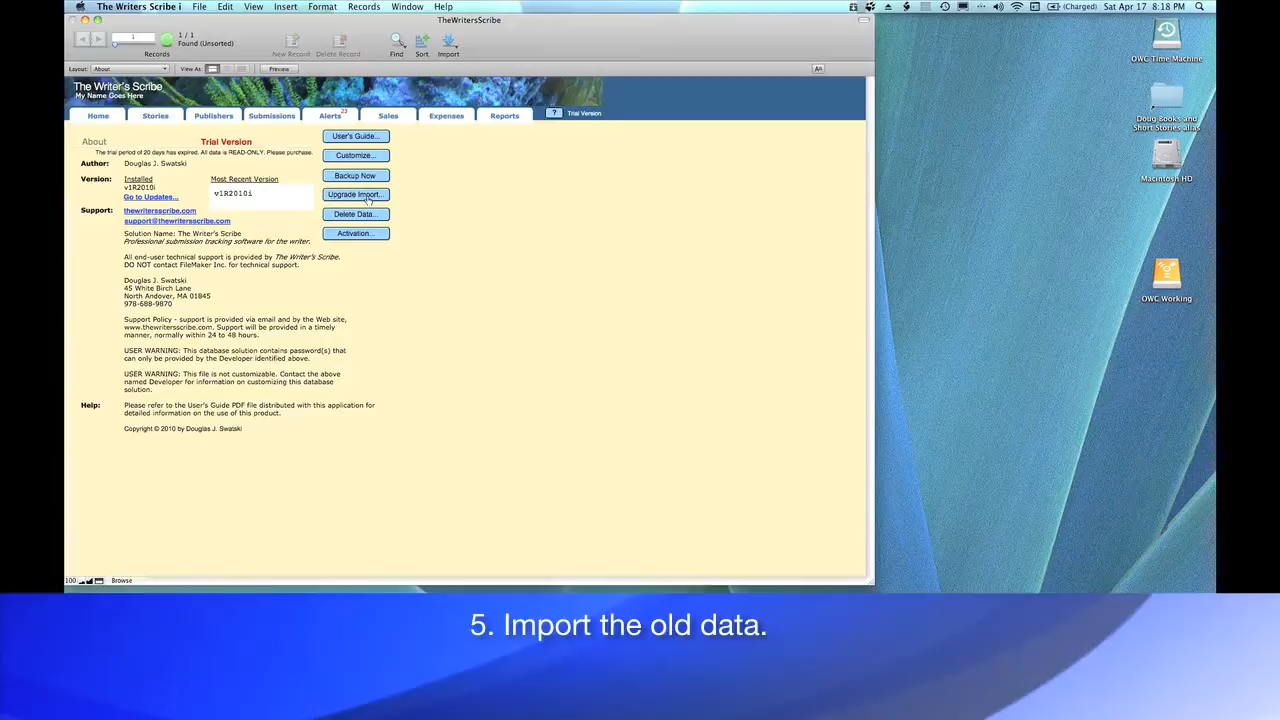 The Writers Scribe i File Edit View Insert Format Records Window Help
(Charged) Sat Apr 17 8:18 PM
TheWritersScribe
1
1 / 1
Found (Unsorted)
Records
New Record Delete Record Find Sort Import
Layout: About View As: Preview
The Writer's Scribe
My Name Goes Here
Home Stories Publishers Submissions Alerts 23 Sales Expenses Reports ? Trial Version
About Trial Version
The trial period of 20 days has expired. All data is READ-ONLY. Please purchase.
Author: Douglas J. Swatski
Version: Installed Most Recent Version
v1R2010i v1R2010i
Go to Updates...
Support: thewritersscribe.com
support@thewritersscribe.com
Solution Name: The Writer's Scribe
Professional submission tracking software for the writer.
All end-user technical support is provided by The Writer's Scribe.
DO NOT contact FileMaker Inc. for technical support.
Douglas J. Swatski
45 White Birch Lane
North Andover, MA 01845
978-688-9870
Support Policy - support is provided via email and by the Web site,
www.thewritersscribe.com. Support will be provided in a timely
manner, normally within 24 to 48 hours.
USER WARNING: This database solution contains password(s) that
can only be provided by the Developer identified above.
USER WARNING: This file is not customizable. Contact the above
named Developer for information on customizing this database
solution.
Help: Please refer to the User's Guide PDF file distributed with this application for
detailed information on the use of this product.
Copyright © 2010 by Douglas J. Swatski
User's Guide...
Customize...
Backup Now
Upgrade Import...
Delete Data...
Activation...
100 Browse
OWC Time Machine
Doug Books and
Short Stories alias
Macintosh HD
OWC Working
5. Import the old data.